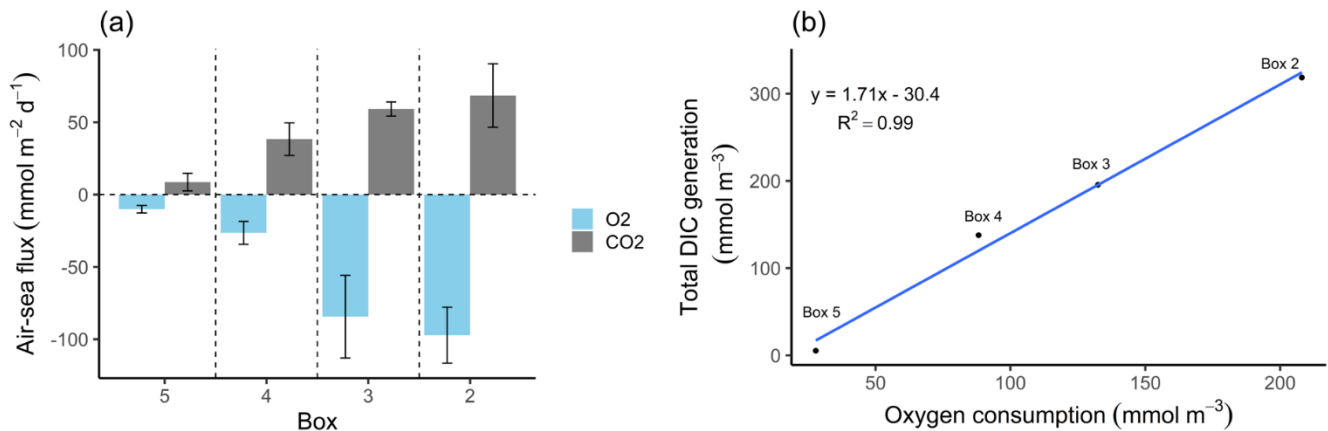 (a)
Air-sea flux (mmol m⁻² d⁻¹)
100
50
0
-50
-100
5
4
3
2
Box
O2
CO2
(b)
Total DIC generation
(mmol m⁻³)
300
200
100
0
y = 1.71x - 30.4
R² = 0.99
Box 2
Box 3
Box 4
Box 5
50
100
150
200
Oxygen consumption (mmol m⁻³)